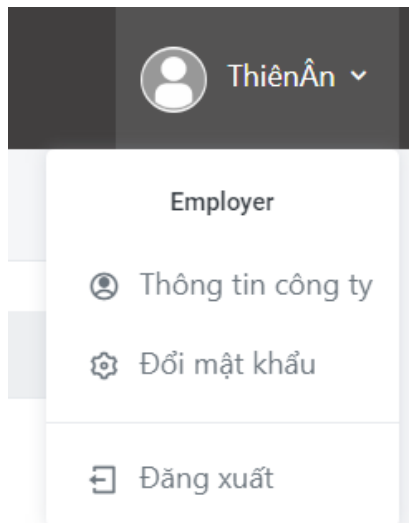 ThiênÂn
Employer
Thông tin công ty
Đổi mật khẩu
Đăng xuất